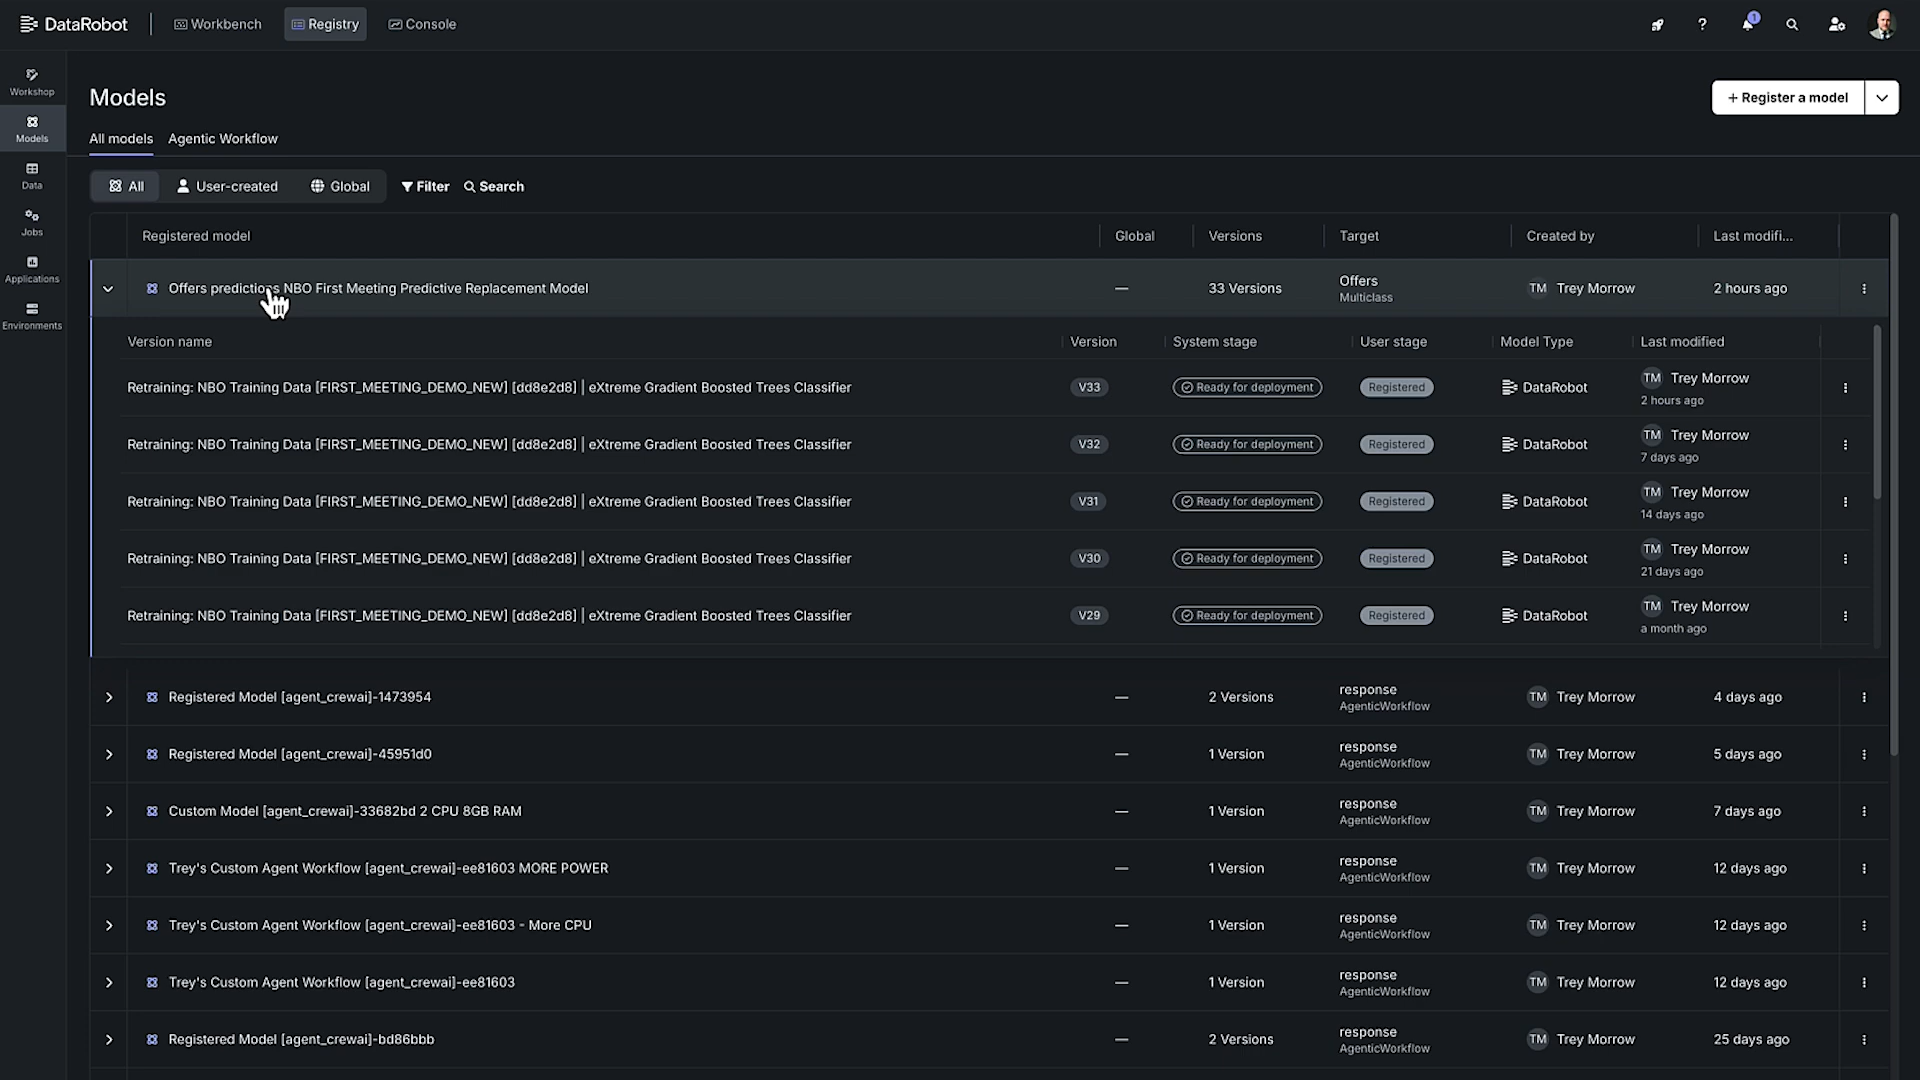 DataRobot
Workbench
Registry
Console
1
Workshop
Models
Data
Jobs
Applications
Environments
Models
+ Register a model
All models
Agentic Workflow
All
User-created
Global
Filter
Search
Registered model Global Versions Target Created by Last modifi...
Offers predictions NBO First Meeting Predictive Replacement Model — 33 Versions Offers TM Trey Morrow 2 hours ago
Multiclass
Version name Version System stage User stage Model Type Last modified
Retraining: NBO Training Data [FIRST_MEETING_DEMO_NEW] [dd8e2d8] | eXtreme Gradient Boosted Trees Classifier V33 Ready for deployment Registered DataRobot TM Trey Morrow
2 hours ago
Retraining: NBO Training Data [FIRST_MEETING_DEMO_NEW] [dd8e2d8] | eXtreme Gradient Boosted Trees Classifier V32 Ready for deployment Registered DataRobot TM Trey Morrow
7 days ago
Retraining: NBO Training Data [FIRST_MEETING_DEMO_NEW] [dd8e2d8] | eXtreme Gradient Boosted Trees Classifier V31 Ready for deployment Registered DataRobot TM Trey Morrow
14 days ago
Retraining: NBO Training Data [FIRST_MEETING_DEMO_NEW] [dd8e2d8] | eXtreme Gradient Boosted Trees Classifier V30 Ready for deployment Registered DataRobot TM Trey Morrow
21 days ago
Retraining: NBO Training Data [FIRST_MEETING_DEMO_NEW] [dd8e2d8] | eXtreme Gradient Boosted Trees Classifier V29 Ready for deployment Registered DataRobot TM Trey Morrow
a month ago
Registered Model [agent_crewai]-1473954 — 2 Versions response TM Trey Morrow 4 days ago
AgenticWorkflow
Registered Model [agent_crewai]-45951d0 — 1 Version response TM Trey Morrow 5 days ago
AgenticWorkflow
Custom Model [agent_crewai]-33682bd 2 CPU 8GB RAM — 1 Version response TM Trey Morrow 7 days ago
AgenticWorkflow
Trey's Custom Agent Workflow [agent_crewai]-ee81603 MORE POWER — 1 Version response TM Trey Morrow 12 days ago
AgenticWorkflow
Trey's Custom Agent Workflow [agent_crewai]-ee81603 - More CPU — 1 Version response TM Trey Morrow 12 days ago
AgenticWorkflow
Trey's Custom Agent Workflow [agent_crewai]-ee81603 — 1 Version response TM Trey Morrow 12 days ago
AgenticWorkflow
Registered Model [agent_crewai]-bd86bbb — 2 Versions response TM Trey Morrow 25 days ago
AgenticWorkflow